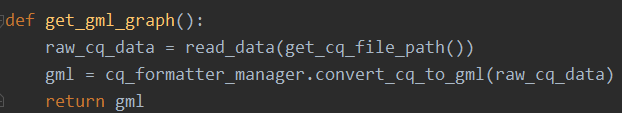 def get_gml_graph():
    raw_cq_data = read_data(get_cq_file_path())
    gml = cq_formatter_manager.convert_cq_to_gml(raw_cq_data)
    return gml